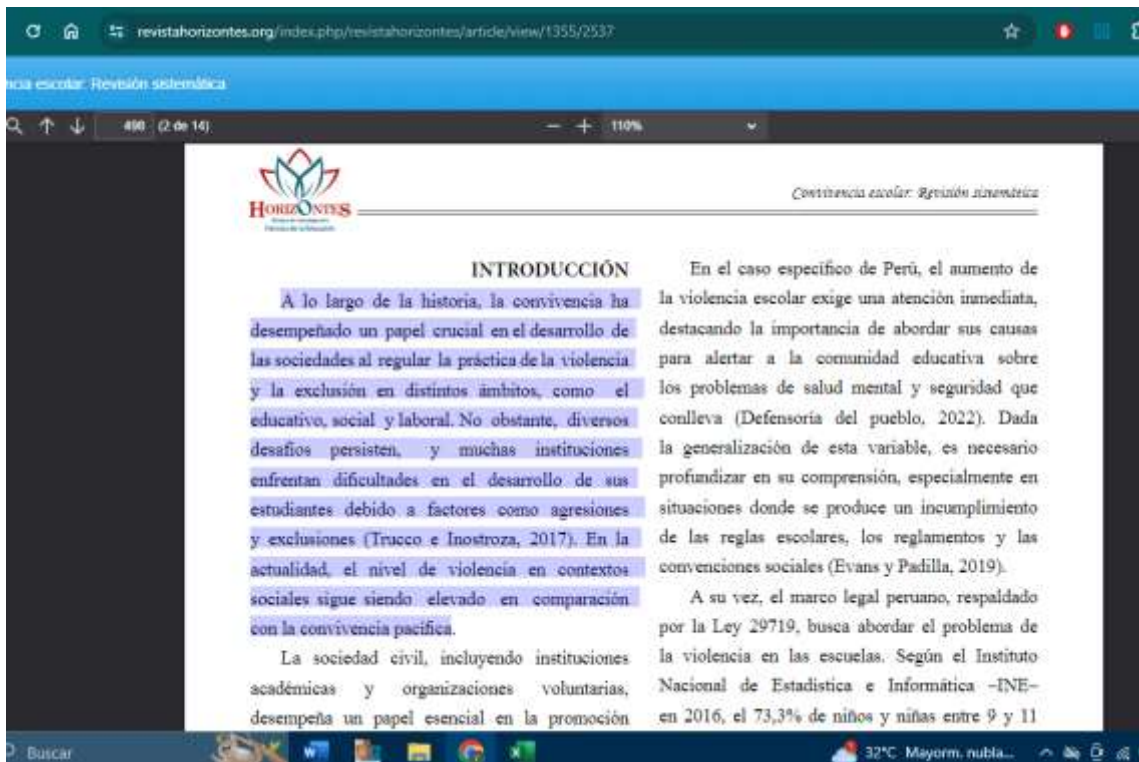 revistahorizontes.org/index.php/revistahorizontes/article/view/1355/2537
ncia escolar: Revisión sistemática
490 (2 de 14)
110%
HORIZONTES
Convivencia escolar: Revisión sistemática
INTRODUCCIÓN
A lo largo de la historia, la convivencia ha
desempeñado un papel crucial en el desarrollo de
las sociedades al regular la práctica de la violencia
y la exclusión en distintos ámbitos, como el
educativo, social y laboral. No obstante, diversos
desafíos persisten, y muchas instituciones
enfrentan dificultades en el desarrollo de sus
estudiantes debido a factores como agresiones
y exclusiones (Trucco e Inostroza, 2017). En la
actualidad, el nivel de violencia en contextos
sociales sigue siendo elevado en comparación
con la convivencia pacífica.
La sociedad civil, incluyendo instituciones
académicas y organizaciones voluntarias,
desempeña un papel esencial en la promoción
En el caso específico de Perú, el aumento de
la violencia escolar exige una atención inmediata,
destacando la importancia de abordar sus causas
para alertar a la comunidad educativa sobre
los problemas de salud mental y seguridad que
conlleva (Defensoría del pueblo, 2022). Dada
la generalización de esta variable, es necesario
profundizar en su comprensión, especialmente en
situaciones donde se produce un incumplimiento
de las reglas escolares, los reglamentos y las
convenciones sociales (Evans y Padilla, 2019).
A su vez, el marco legal peruano, respaldado
por la Ley 29719, busca abordar el problema de
la violencia en las escuelas. Según el Instituto
Nacional de Estadística e Informática –INE–
en 2016, el 73,3% de niños y niñas entre 9 y 11
Buscar
32°C Mayorm. nubla...